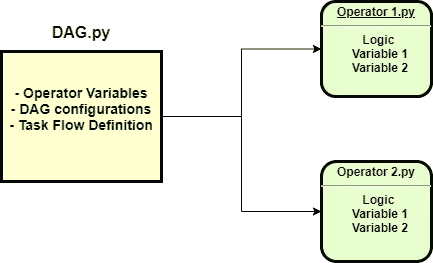 DAG.py
- Operator Variables
- DAG configurations
- Task Flow Definition
Operator 1.py
Logic
Variable 1
Variable 2
Operator 2.py
Logic
Variable 1
Variable 2